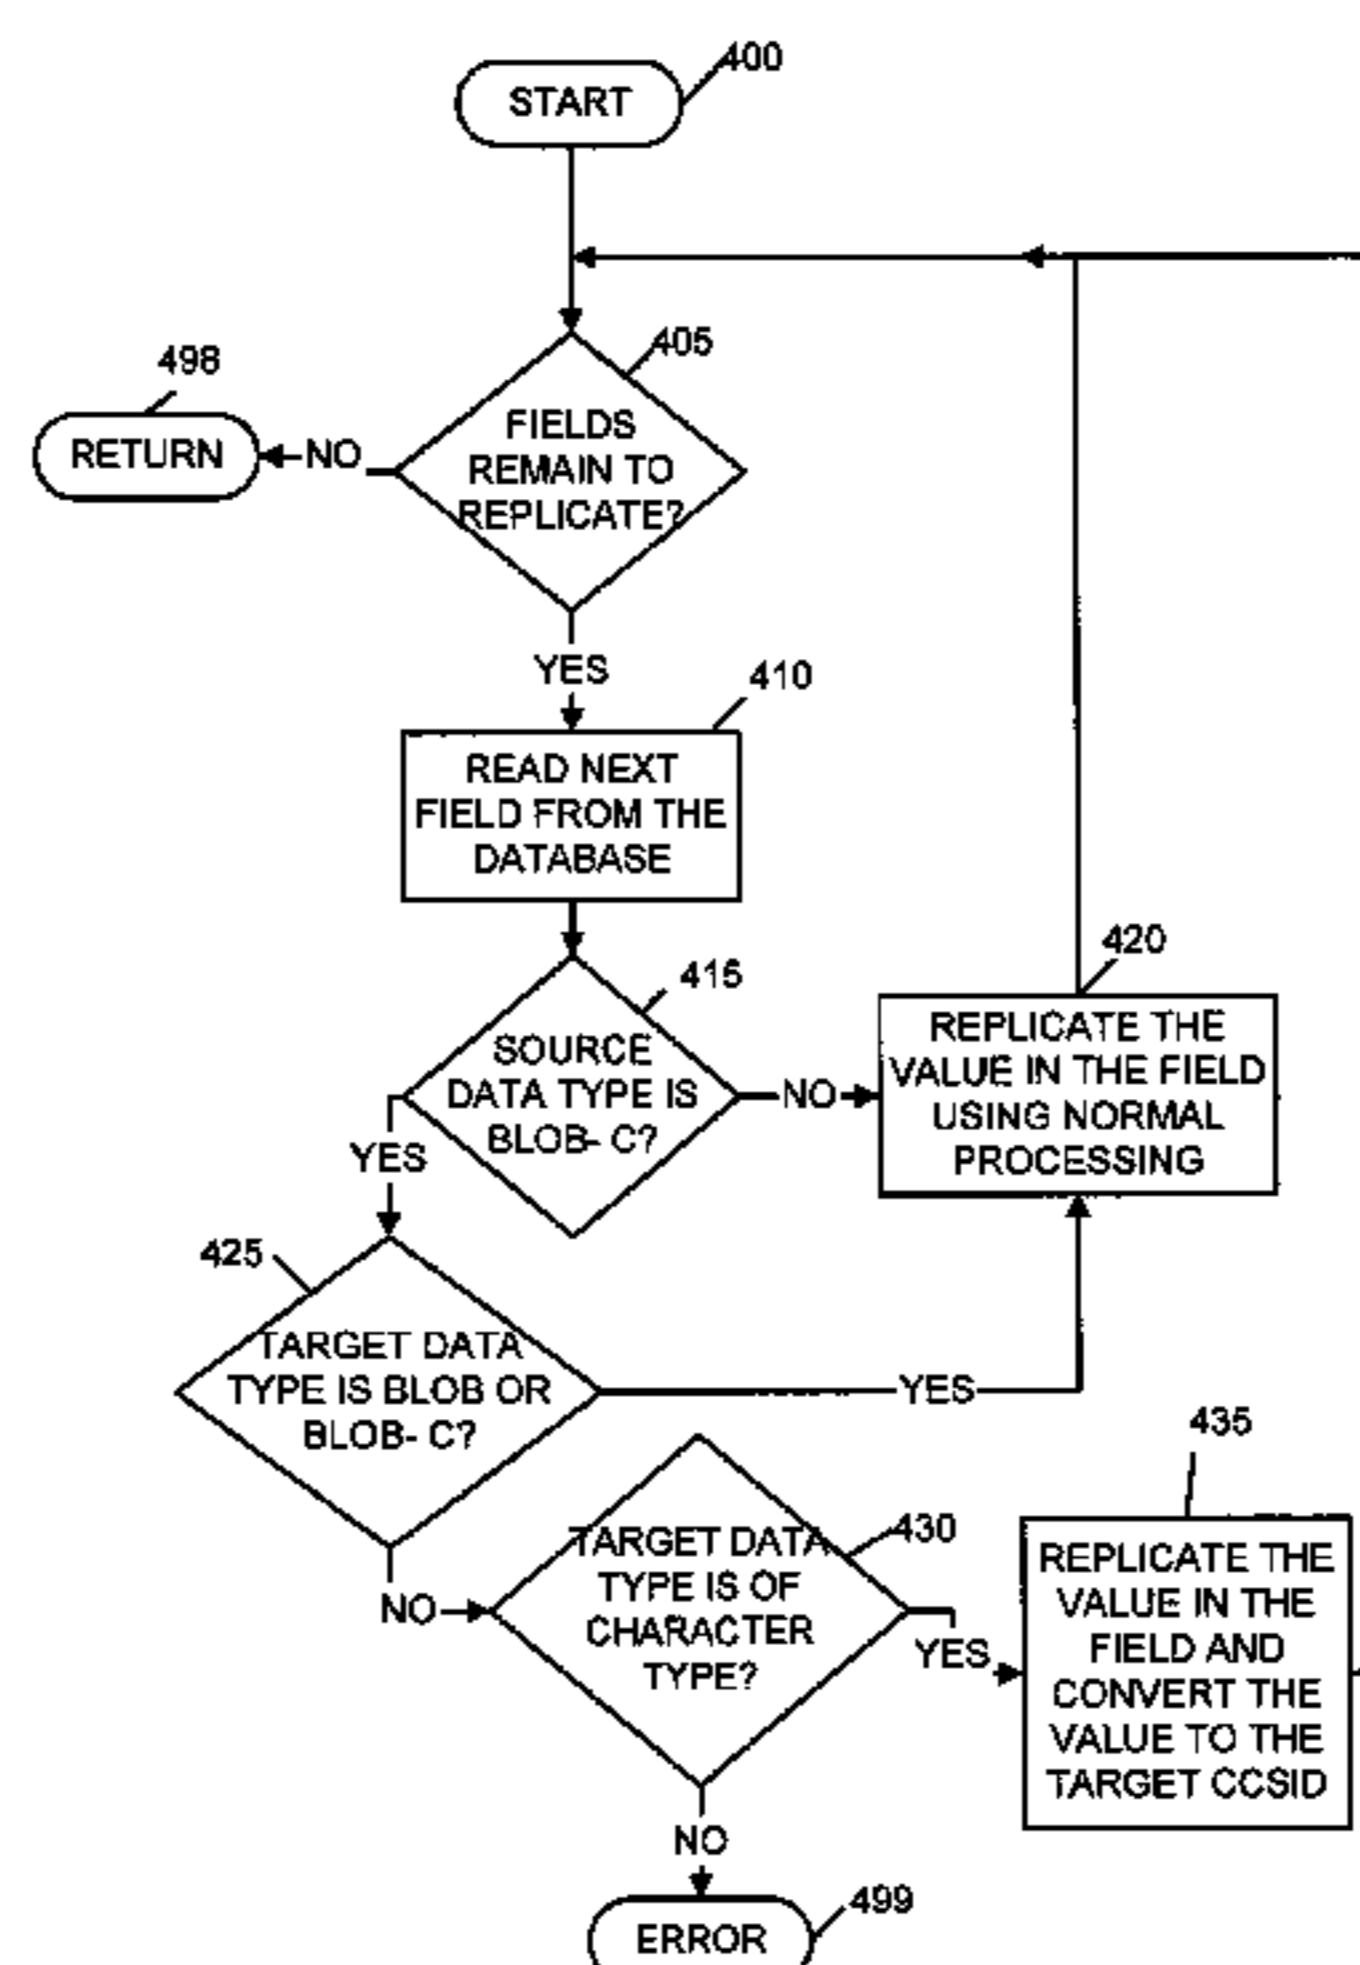 400
START
405
498
FIELDS
REMAIN TO
REPLICATE?
RETURN
NO
YES
410
READ NEXT
FIELD FROM THE
DATABASE
415
SOURCE
DATA TYPE IS
BLOB- C?
NO
YES
420
REPLICATE THE
VALUE IN THE FIELD
USING NORMAL
PROCESSING
425
TARGET DATA
TYPE IS BLOB OR
BLOB- C?
YES
NO
430
TARGET DATA
TYPE IS OF
CHARACTER
TYPE?
YES
435
REPLICATE THE
VALUE IN THE
FIELD AND
CONVERT THE
VALUE TO THE
TARGET CCSID
NO
499
ERROR